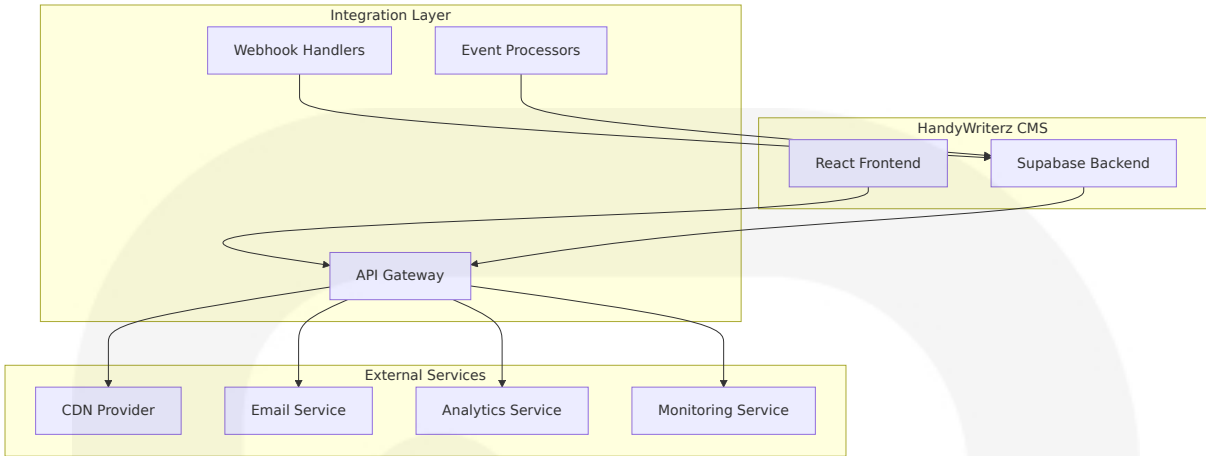 Integration Layer
Webhook Handlers
Event Processors
HandyWriterz CMS
React Frontend
Supabase Backend
API Gateway
External Services
CDN Provider
Email Service
Analytics Service
Monitoring Service